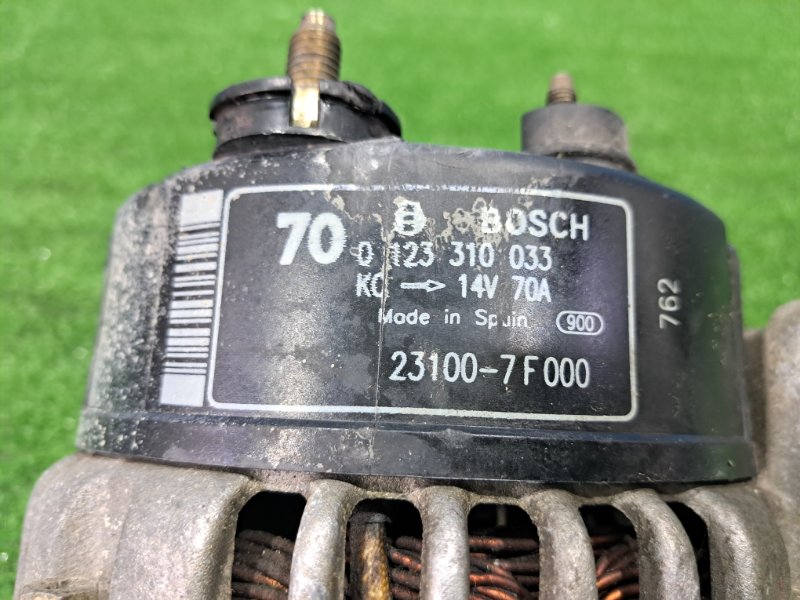 70 BOSCH
0 123 310 033
KC → 14V 70A
Made in Spain 900
23100-7F000
762